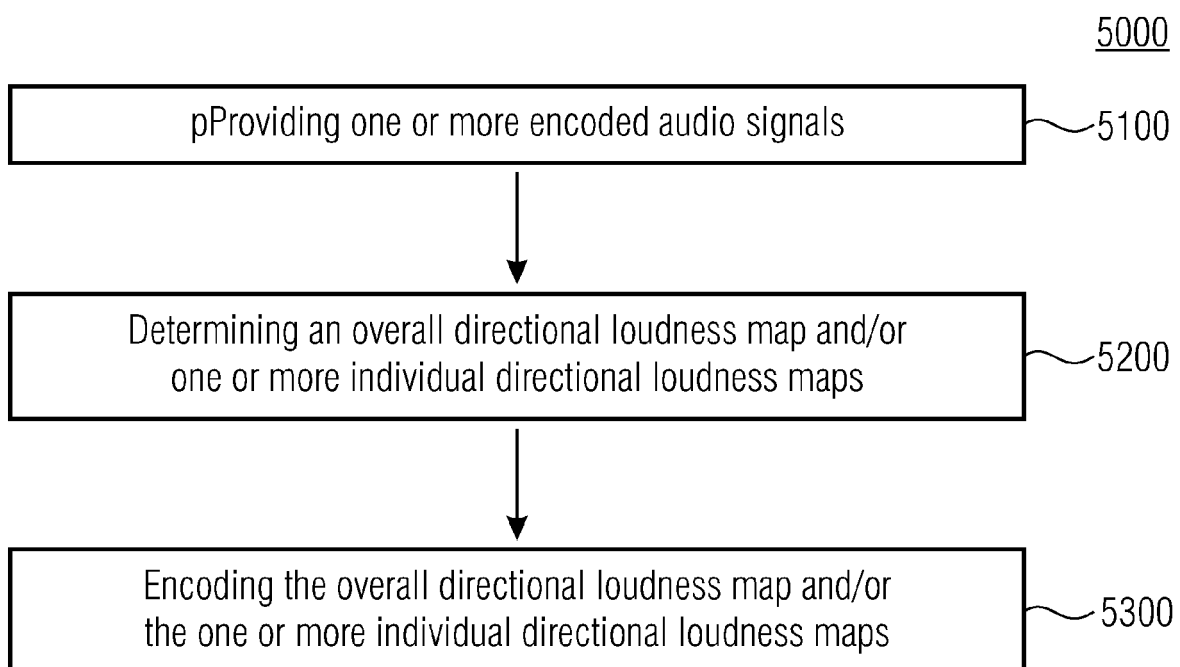 5000
pProviding one or more encoded audio signals
5100
Determining an overall directional loudness map and/or
one or more individual directional loudness maps
5200
Encoding the overall directional loudness map and/or
the one or more individual directional loudness maps
5300